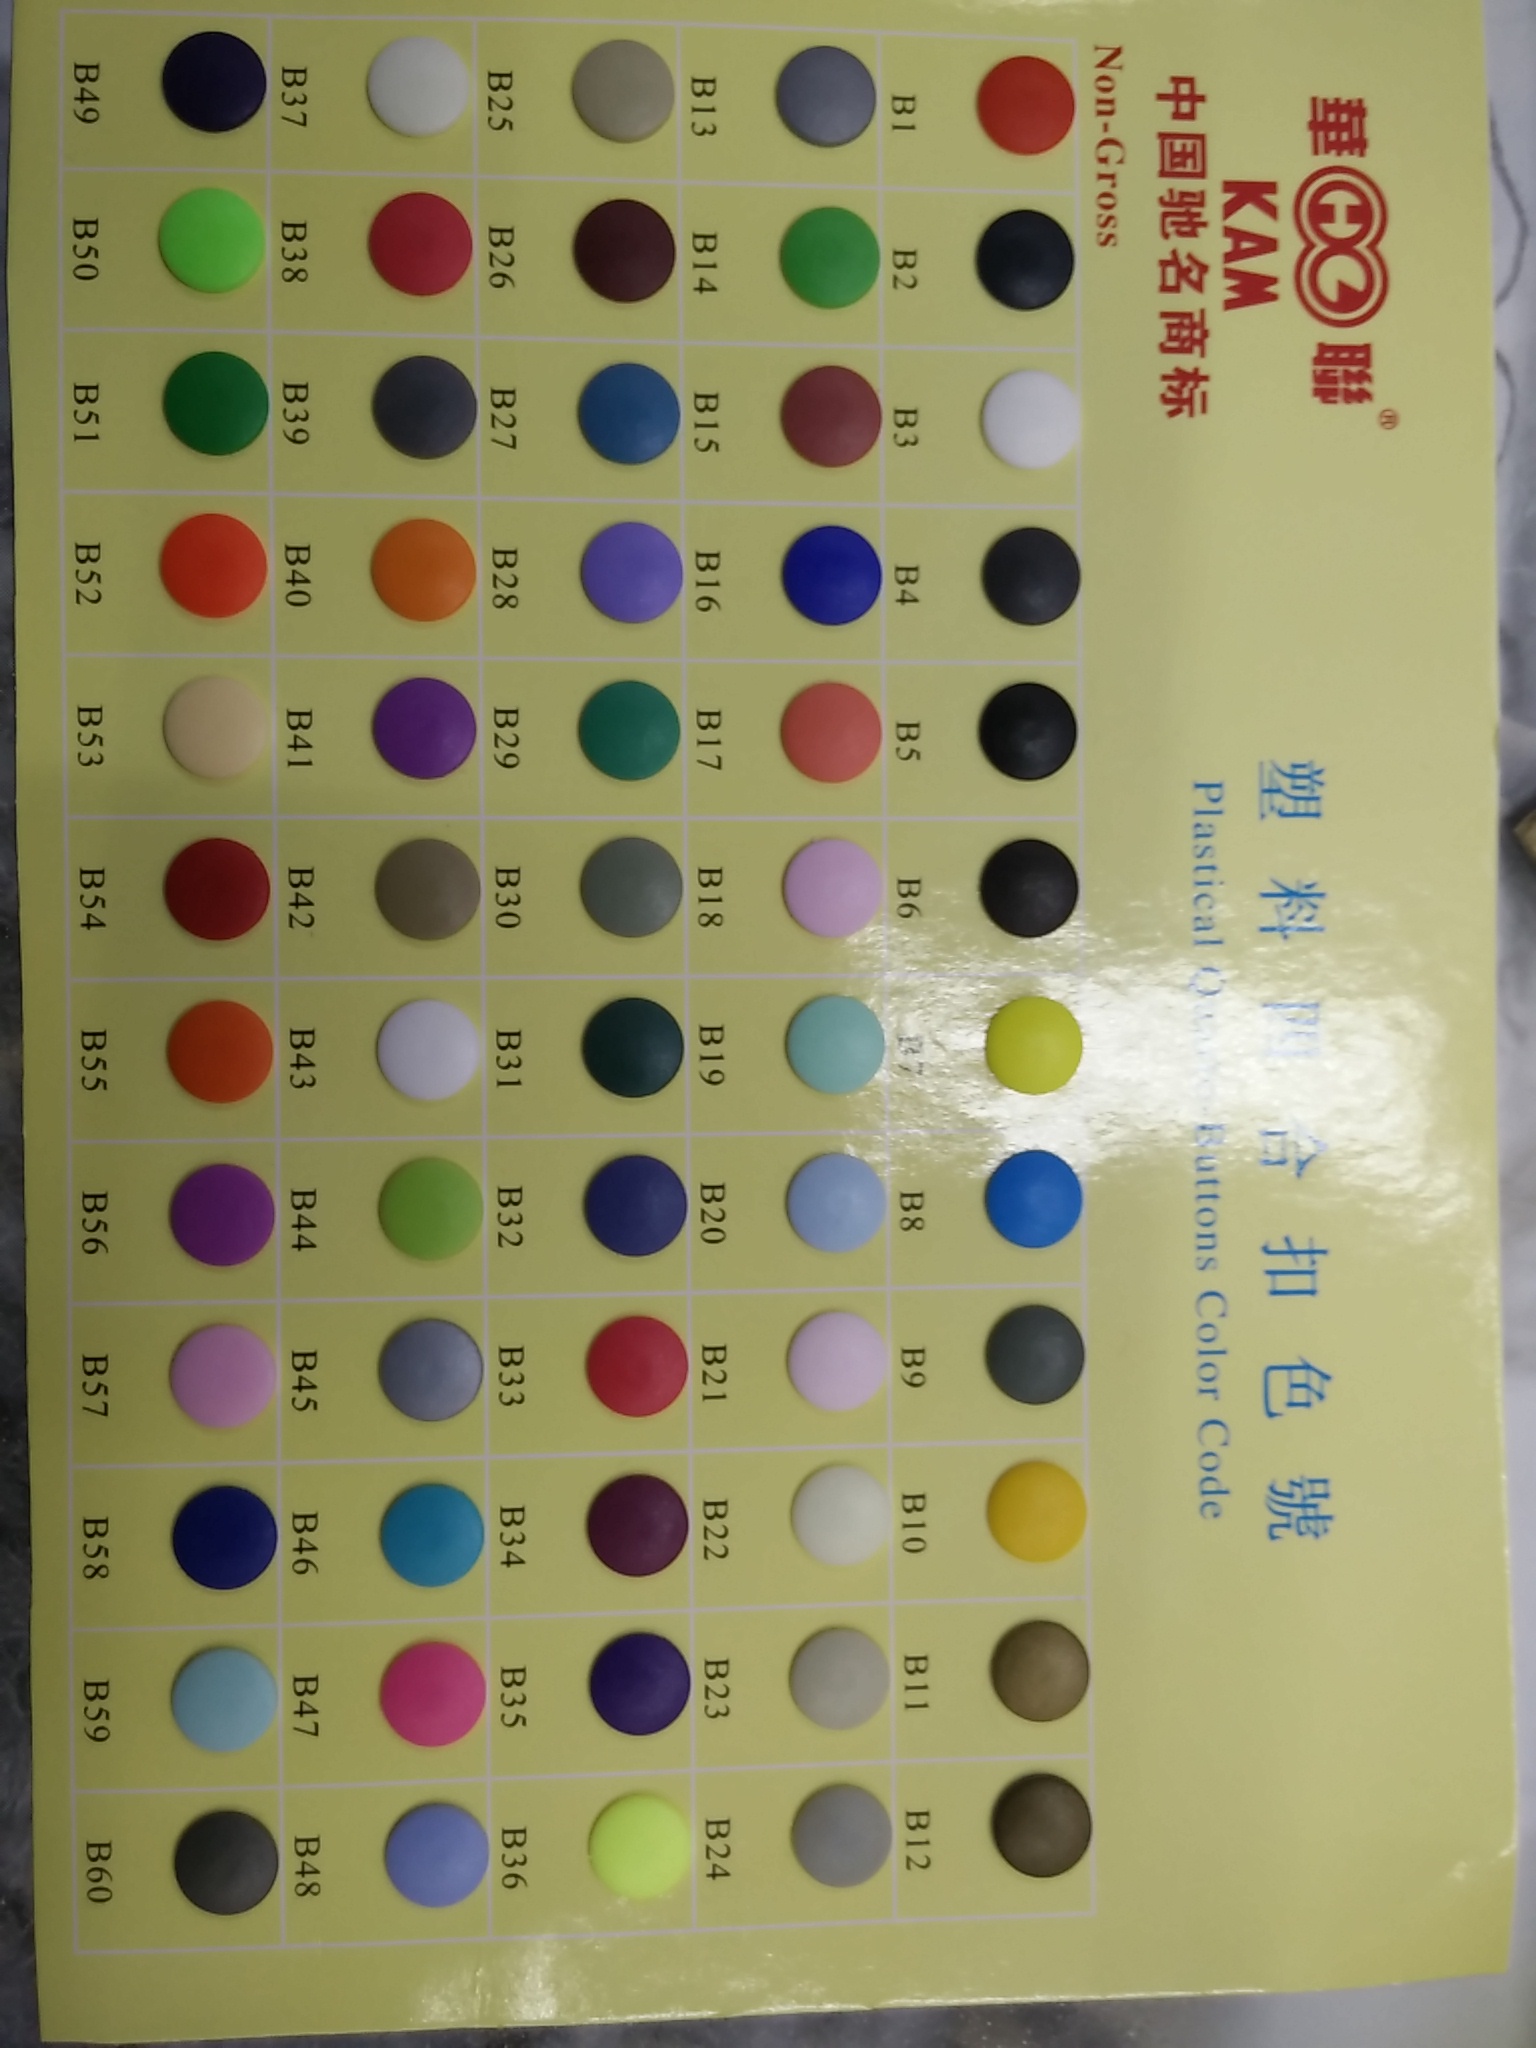 華 聯®
KAM
中国驰名商标
塑料四合扣色號
Plastical Buttons Color Code
Non-Gross
B1 B2 B3 B4 B5 B6 B7 B8 B9 B10 B11 B12
B13 B14 B15 B16 B17 B18 B19 B20 B21 B22 B23 B24
B25 B26 B27 B28 B29 B30 B31 B32 B33 B34 B35 B36
B37 B38 B39 B40 B41 B42 B43 B44 B45 B46 B47 B48
B49 B50 B51 B52 B53 B54 B55 B56 B57 B58 B59 B60